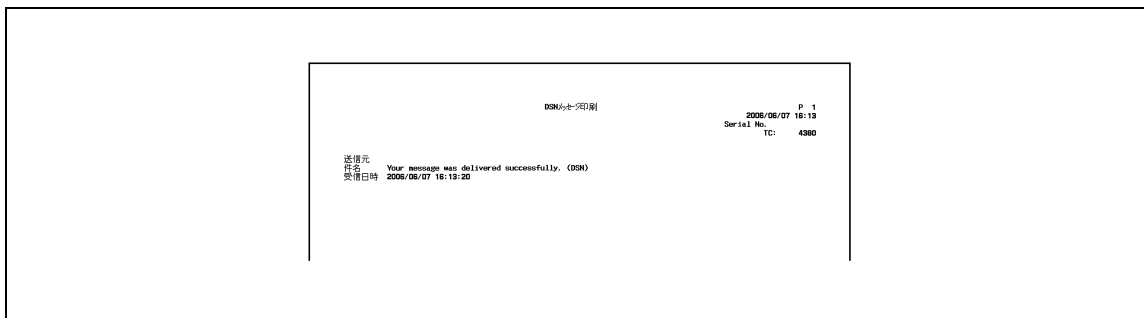 DSNメッセージ印刷
P 1
2006/06/07 16:13
Serial No.
TC: 4380
送信元
件名 Your message was delivered successfully. (DSN)
受信日時 2006/06/07 16:13:20